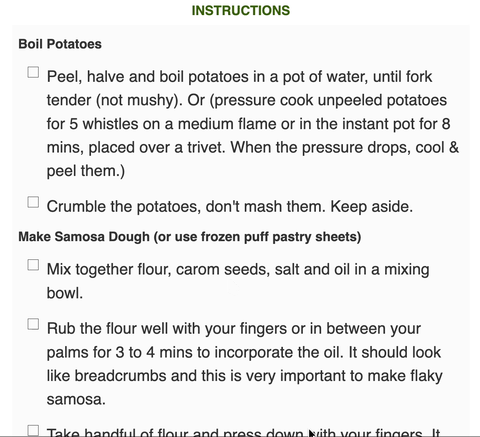 INSTRUCTIONS
Boil Potatoes
Peel, halve and boil potatoes in a pot of water, until fork
tender (not mushy). Or (pressure cook unpeeled potatoes
for 5 whistles on a medium flame or in the instant pot for 8
mins, placed over a trivet. When the pressure drops, cool &
peel them.)
Crumble the potatoes, don't mash them. Keep aside.
Make Samosa Dough (or use frozen puff pastry sheets)
Mix together flour, carom seeds, salt and oil in a mixing
bowl.
Rub the flour well with your fingers or in between your
palms for 3 to 4 mins to incorporate the oil. It should look
like breadcrumbs and this is very important to make flaky
samosa.
Take handful of flour and press down with your fingers. It